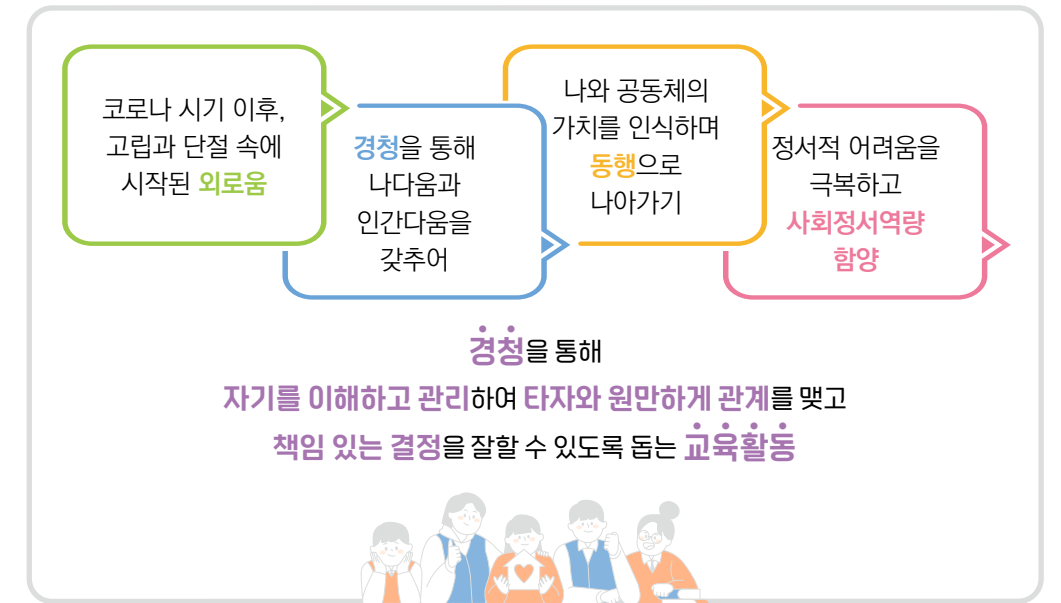 코로나 시기 이후,
고립과 단절 속에
시작된 외로움
경청을 통해
나다움과
인간다움을
갖추어
나와 공동체의
가치를 인식하며
동행으로
나아가기
정서적 어려움을
극복하고
사회정서역량
함양
경청을 통해
자기를 이해하고 관리하여 타자와 원만하게 관계를 맺고
책임 있는 결정을 잘할 수 있도록 돕는 교육활동